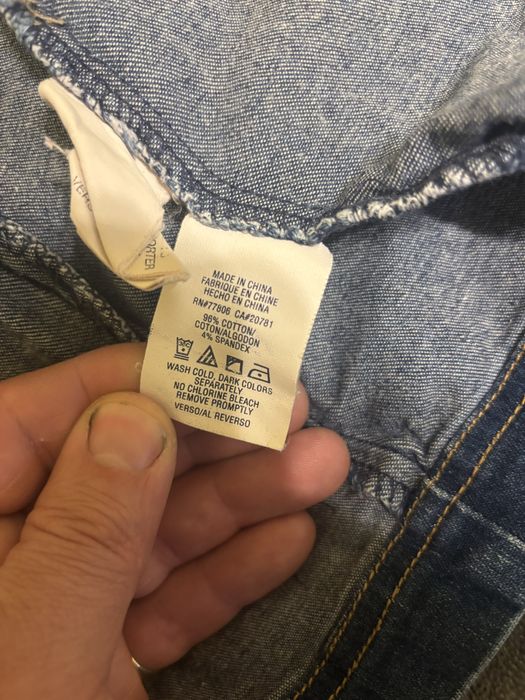 MADE IN CHINA
FABRIQUE EN CHINE
HECHO EN CHINA
RN#77806 CA#20781
96% COTTON/
COTON/ALGODON
4% SPANDEX
WASH COLD, DARK COLORS
SEPARATELY
NO CHLORINE BLEACH
REMOVE PROMPTLY
VERSO/AL REVERSO